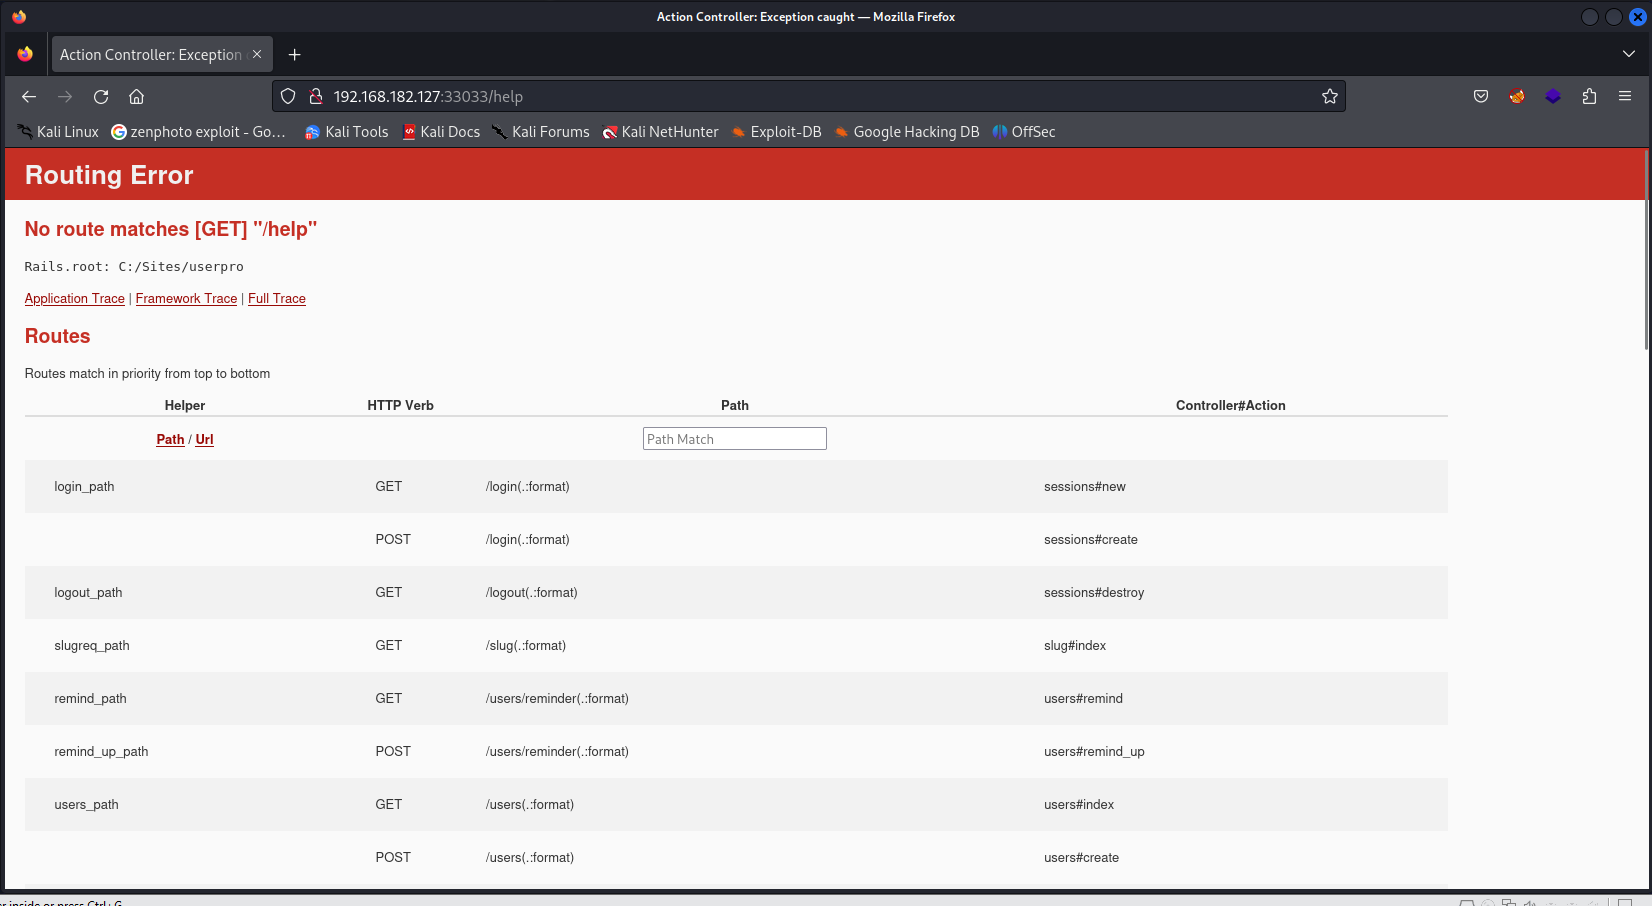 Action Controller: Exception caught — Mozilla Firefox
Action Controller: Exception
192.168.182.127:33033/help
Kali Linux zenphoto exploit - Go... Kali Tools Kali Docs Kali Forums Kali NetHunter Exploit-DB Google Hacking DB OffSec
Routing Error
No route matches [GET] "/help"
Rails.root: C:/Sites/userpro
Application Trace | Framework Trace | Full Trace
Routes
Routes match in priority from top to bottom
Helper HTTP Verb Path Controller#Action
Path / Url Path Match
login_path GET /login(.:format) sessions#new
POST /login(.:format) sessions#create
logout_path GET /logout(.:format) sessions#destroy
slugreq_path GET /slug(.:format) slug#index
remind_path GET /users/reminder(.:format) users#remind
remind_up_path POST /users/reminder(.:format) users#remind_up
users_path GET /users(.:format) users#index
POST /users(.:format) users#create
inside or press Ctrl+G